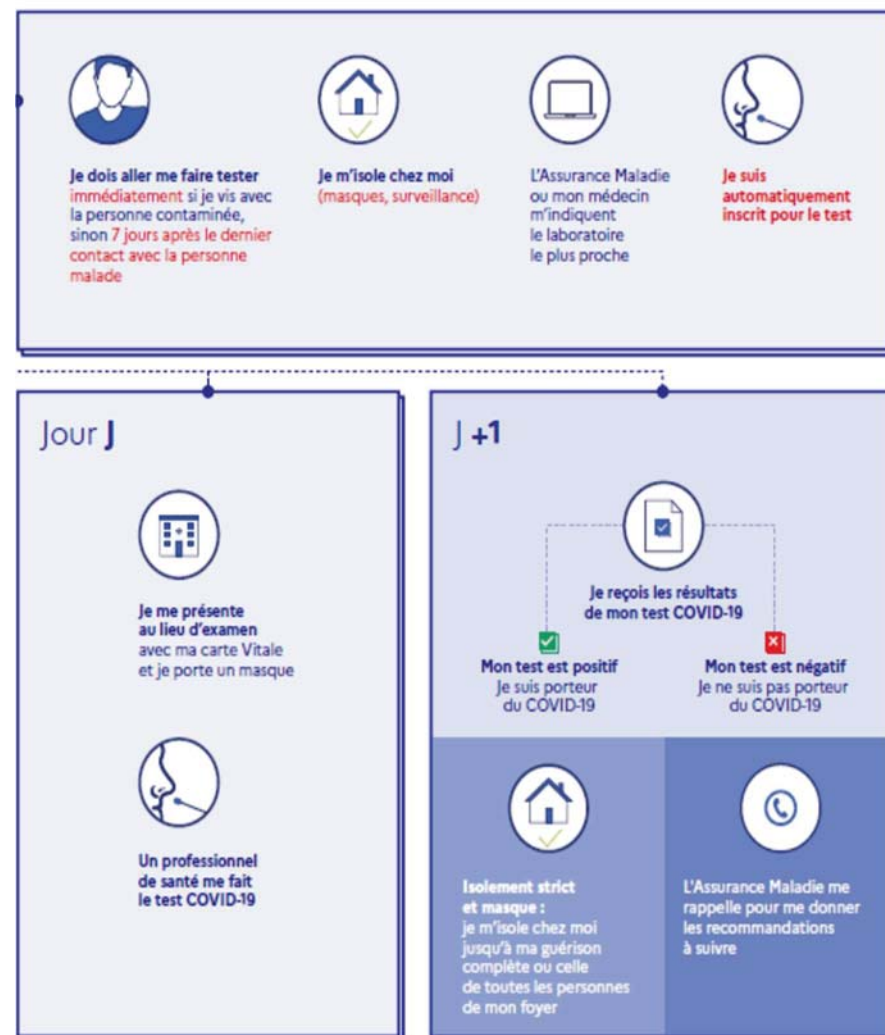 Je dois aller me faire tester
immédiatement si je vis avec
la personne contaminée,
sinon 7 jours après le dernier
contact avec la personne
malade
Je m’isole chez moi
(masques, surveillance)
L’Assurance Maladie
ou mon médecin
m’indiquent
le laboratoire
le plus proche
Je suis
automatiquement
inscrit pour le test
Jour J
Je me présente
au lieu d’examen
avec ma carte Vitale
et je porte un masque
Un professionnel
de santé me fait
le test COVID-19
J +1
Je reçois les résultats
de mon test COVID-19
Mon test est positif
Je suis porteur
du COVID-19
Mon test est négatif
Je ne suis pas porteur
du COVID-19
Isolement strict
et masque :
je m’isole chez moi
jusqu’à ma guérison
complète ou celle
de toutes les personnes
de mon foyer
L’Assurance Maladie me
rappelle pour me donner
les recommandations
à suivre